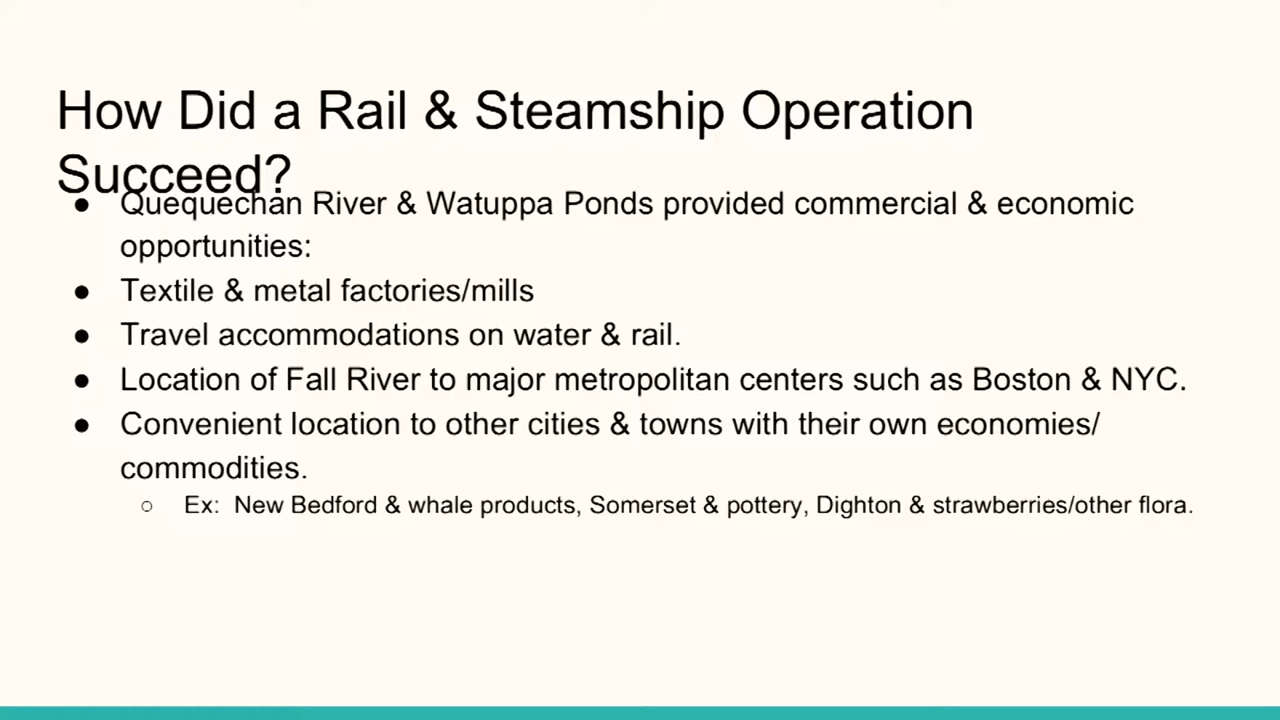 How Did a Rail & Steamship Operation
Succeed?
● Quequechan River & Watuppa Ponds provided commercial & economic
opportunities:
● Textile & metal factories/mills
● Travel accommodations on water & rail.
● Location of Fall River to major metropolitan centers such as Boston & NYC.
● Convenient location to other cities & towns with their own economies/
commodities.
○ Ex: New Bedford & whale products, Somerset & pottery, Dighton & strawberries/other flora.